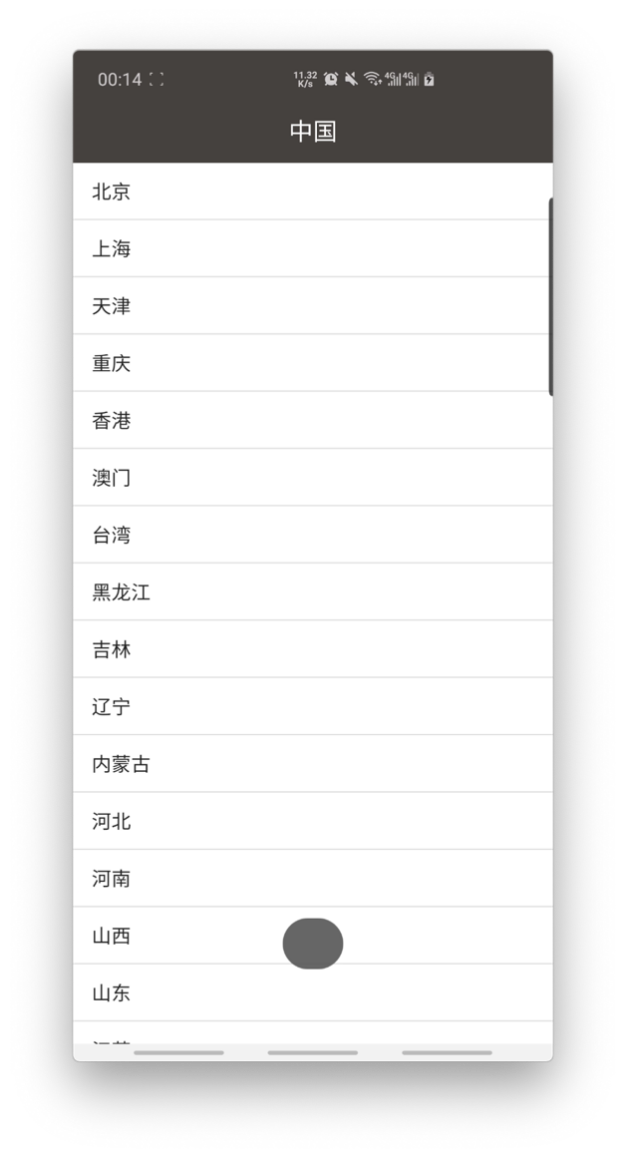 00:14
11.32
K/s
4G 4G
中国
北京
上海
天津
重庆
香港
澳门
台湾
黑龙江
吉林
辽宁
内蒙古
河北
河南
山西
山东